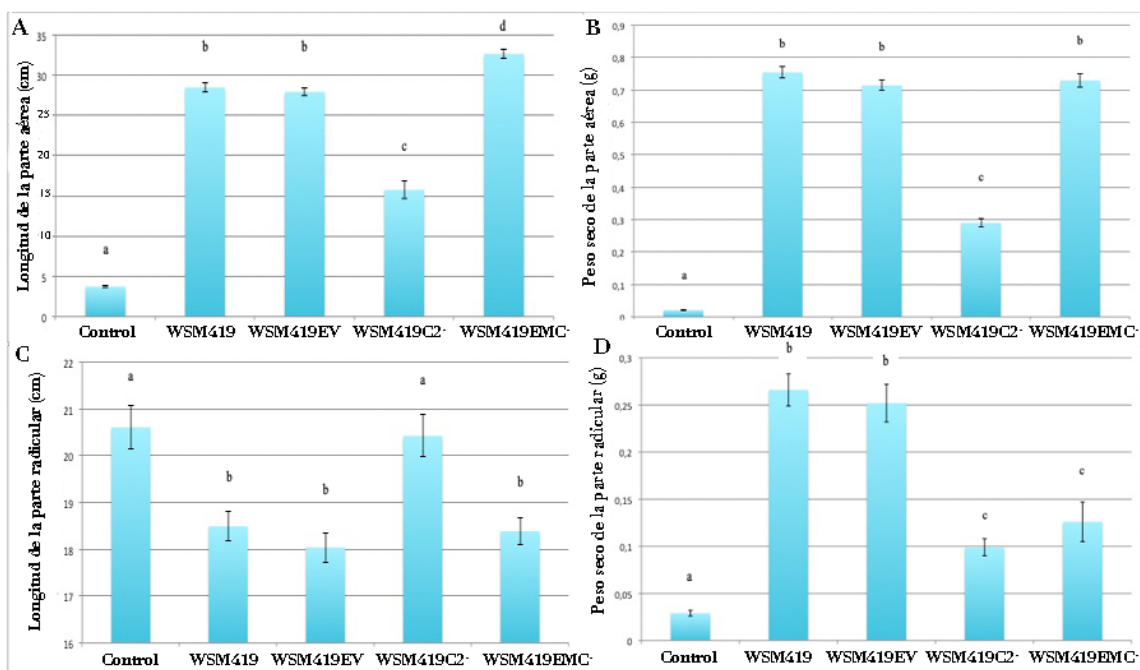 A
Longitud de la parte aérea (cm)
35
30
25
20
15
10
5
0
a
b
b
c
d
Control
WSM419
WSM419EV
WSM419C2-
WSM419EMC-
B
Peso seco de la parte aérea (g)
0,9
0,8
0,7
0,6
0,5
0,4
0,3
0,2
0,1
0
a
b
b
c
b
Control
WSM419
WSM419EV
WSM419C2-
WSM419EMC-
C
Longitud de la parte radicular (cm)
22
21
20
19
18
17
16
a
b
b
a
b
Control
WSM419
WSM419EV
WSM419C2-
WSM419EMC-
D
Peso seco de la parte radicular (g)
0,3
0,25
0,2
0,15
0,1
0,05
0
a
b
b
c
c
Control
WSM419
WSM419EV
WSM419C2-
WSM419EMC-